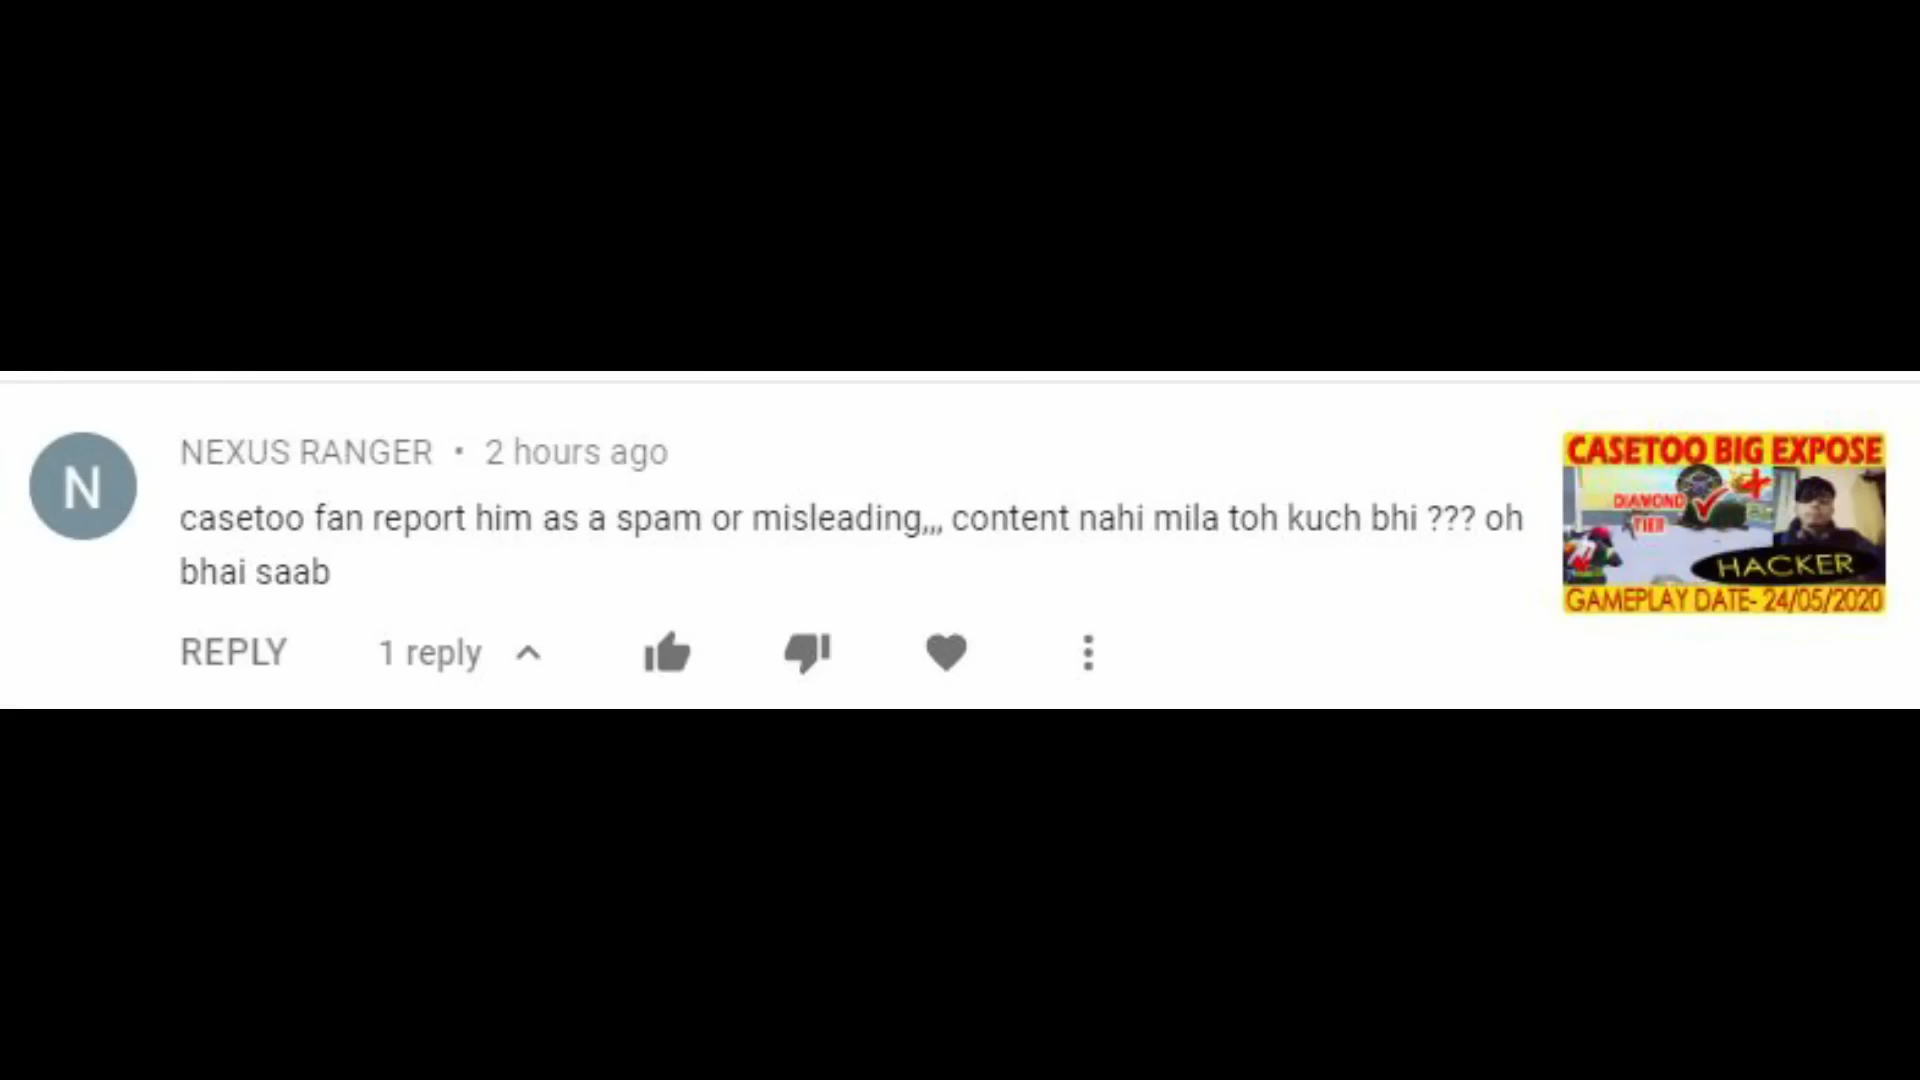 N
NEXUS RANGER • 2 hours ago
casetoo fan report him as a spam or misleading,,, content nahi mila toh kuch bhi ??? oh
bhai saab
REPLY 1 reply
CASETOO BIG EXPOSE
DIAMOND
TIER
HACKER
GAMEPLAY DATE- 24/05/2020